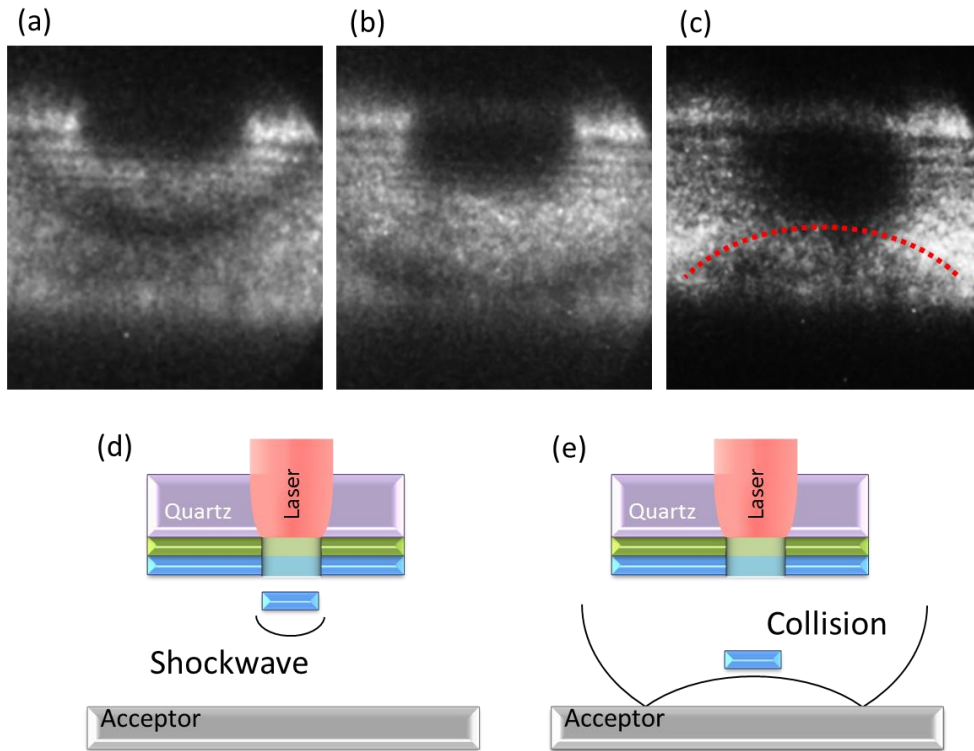 (a)
(b)
(c)
(d)
(e)
Laser
Quartz
Shockwave
Acceptor
Laser
Quartz
Collision
Acceptor